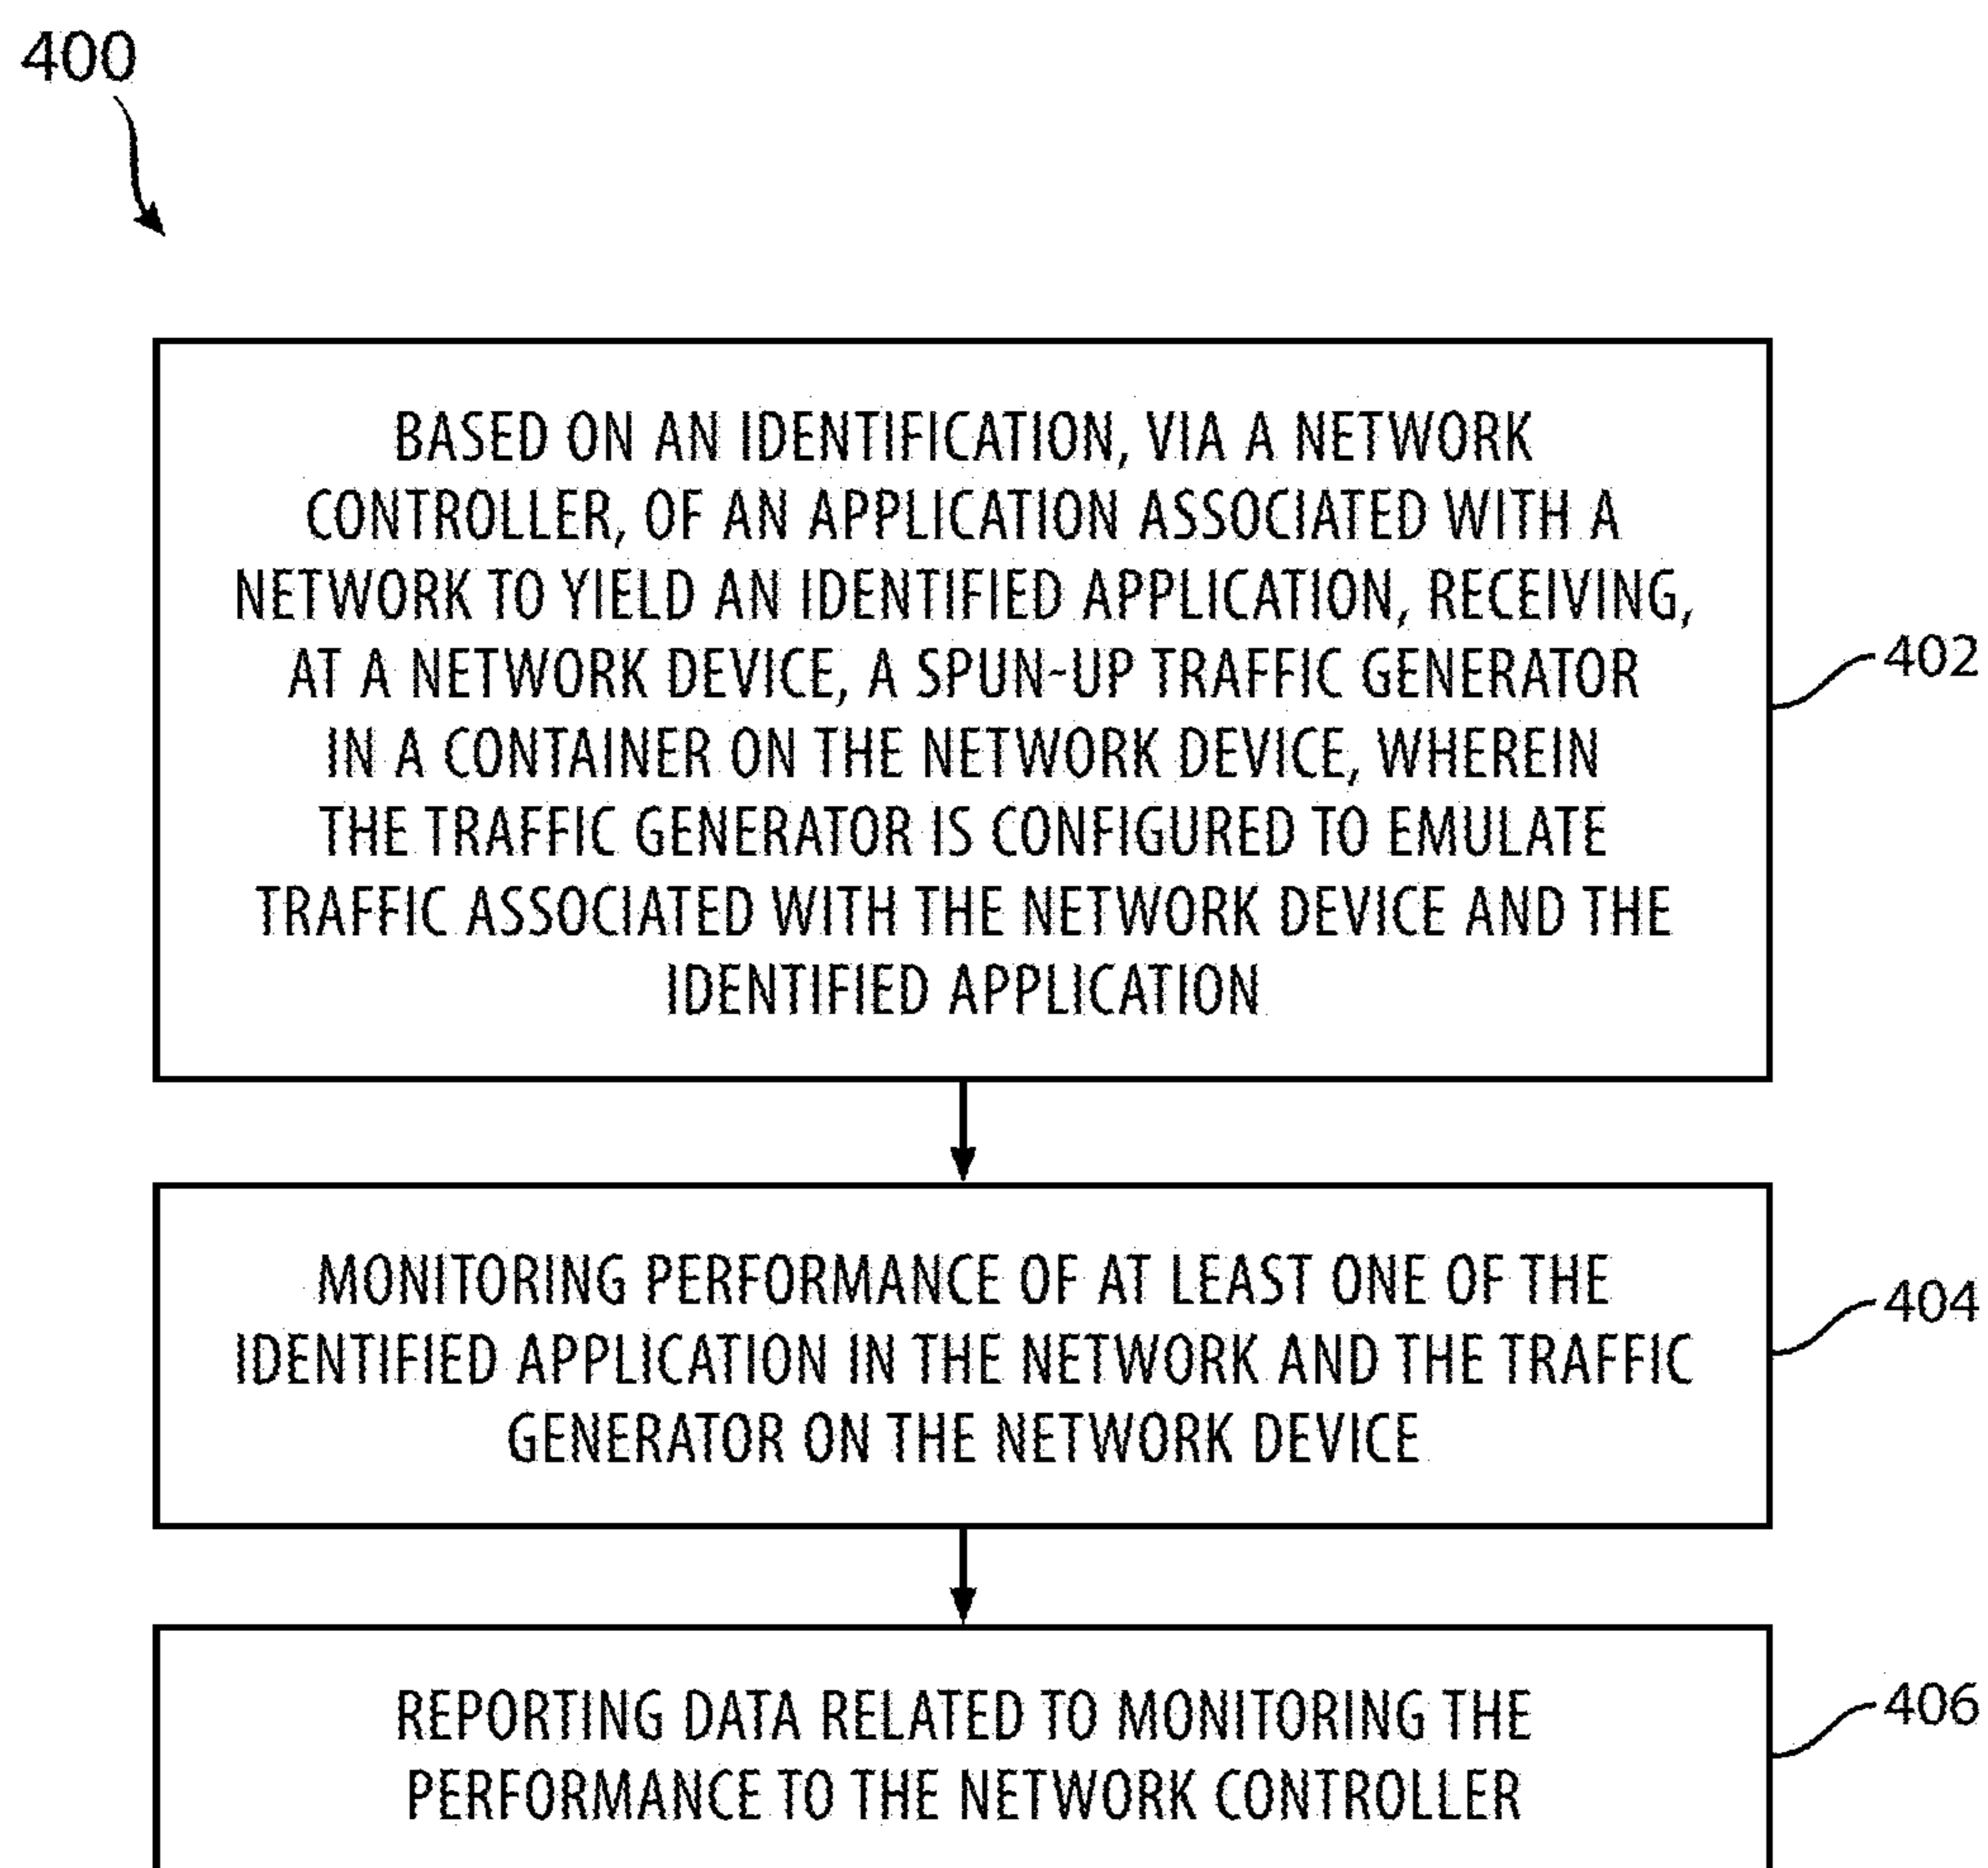 400
BASED ON AN IDENTIFICATION, VIA A NETWORK
CONTROLLER, OF AN APPLICATION ASSOCIATED WITH A
NETWORK TO YIELD AN IDENTIFIED APPLICATION, RECEIVING,
AT A NETWORK DEVICE, A SPUN-UP TRAFFIC GENERATOR
IN A CONTAINER ON THE NETWORK DEVICE, WHEREIN
THE TRAFFIC GENERATOR IS CONFIGURED TO EMULATE
TRAFFIC ASSOCIATED WITH THE NETWORK DEVICE AND THE
IDENTIFIED APPLICATION
402
MONITORING PERFORMANCE OF AT LEAST ONE OF THE
IDENTIFIED APPLICATION IN THE NETWORK AND THE TRAFFIC
GENERATOR ON THE NETWORK DEVICE
404
REPORTING DATA RELATED TO MONITORING THE
PERFORMANCE TO THE NETWORK CONTROLLER
406